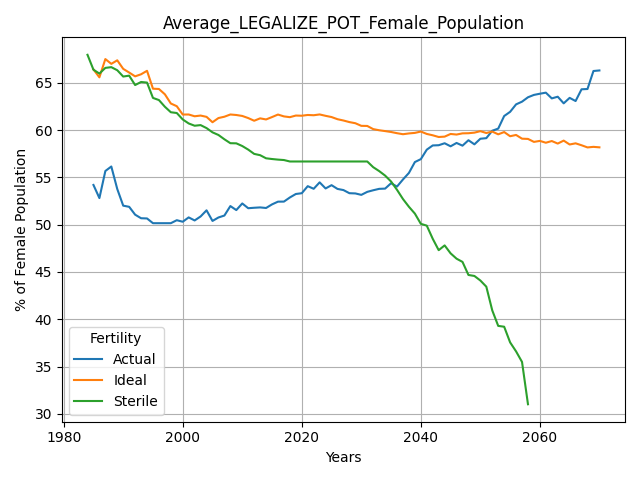 Average_LEGALIZE_POT_Female_Population
% of Female Population
65
60
55
50
45
40
35
30
Fertility
Actual
Ideal
Sterile
1980 2000 2020 2040 2060
Years